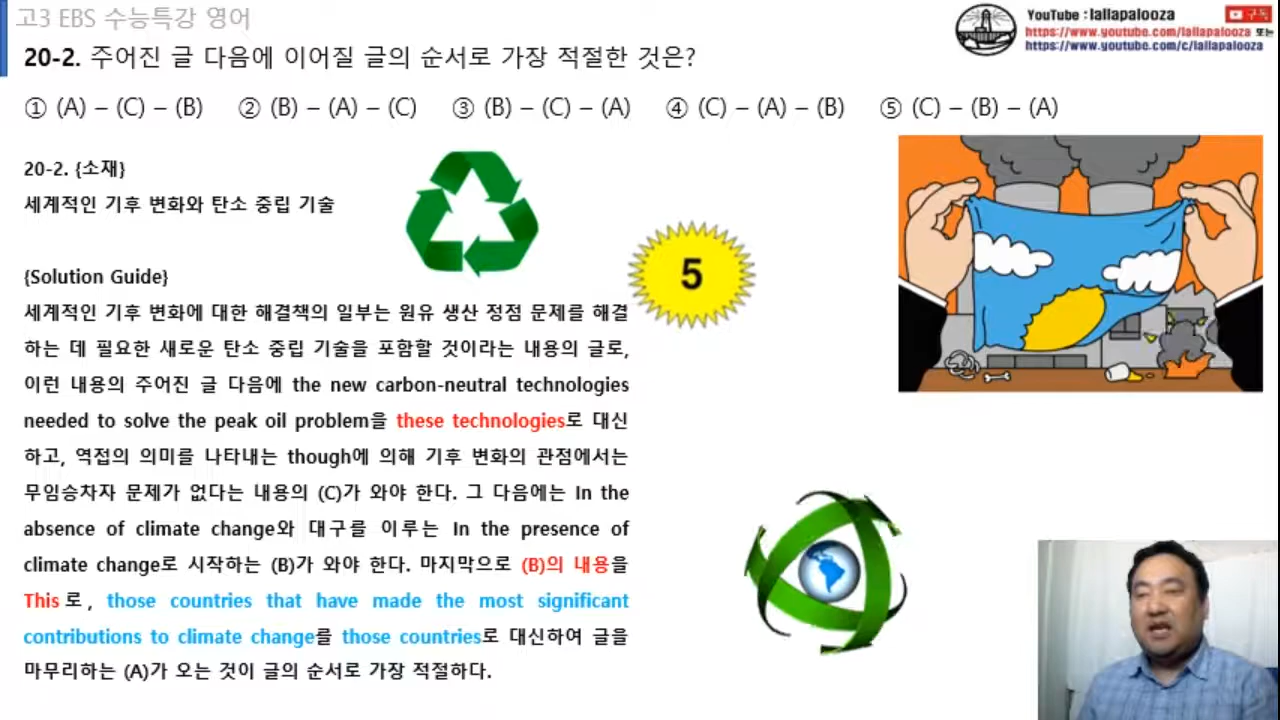 고3 EBS 수능특강 영어
YouTube : lallapalooza
구독
https://www.youtube.com/lallapalooza 또는
https://www.youtube.com/c/lallapalooza
20-2. 주어진 글 다음에 이어질 글의 순서로 가장 적절한 것은?
① (A) – (C) – (B) ② (B) – (A) – (C) ③ (B) – (C) – (A) ④ (C) – (A) – (B) ⑤ (C) – (B) – (A)
20-2. {소재}
세계적인 기후 변화와 탄소 중립 기술
5
{Solution Guide}
세계적인 기후 변화에 대한 해결책의 일부는 원유 생산 정점 문제를 해결
하는 데 필요한 새로운 탄소 중립 기술을 포함할 것이라는 내용의 글로,
이런 내용의 주어진 글 다음에 the new carbon-neutral technologies
needed to solve the peak oil problem을 these technologies로 대신
하고, 역접의 의미를 나타내는 though에 의해 기후 변화의 관점에서는
무임승차자 문제가 없다는 내용의 (C)가 와야 한다. 그 다음에는 In the
absence of climate change와 대구를 이루는 In the presence of
climate change로 시작하는 (B)가 와야 한다. 마지막으로 (B)의 내용을
This로, those countries that have made the most significant
contributions to climate change를 those countries로 대신하여 글을
마무리하는 (A)가 오는 것이 글의 순서로 가장 적절하다.